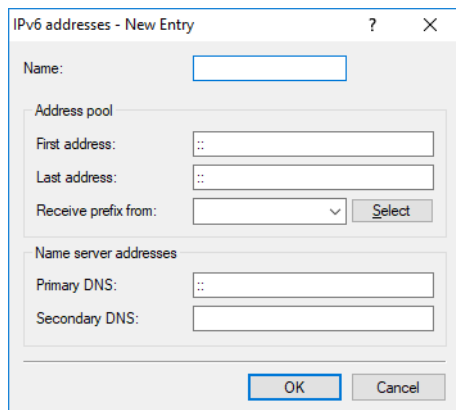 IPv6 addresses - New Entry ?
Name:
Address pool
First address: ::
Last address: ::
Receive prefix from: Select
Name server addresses
Primary DNS: ::
Secondary DNS:
OK Cancel